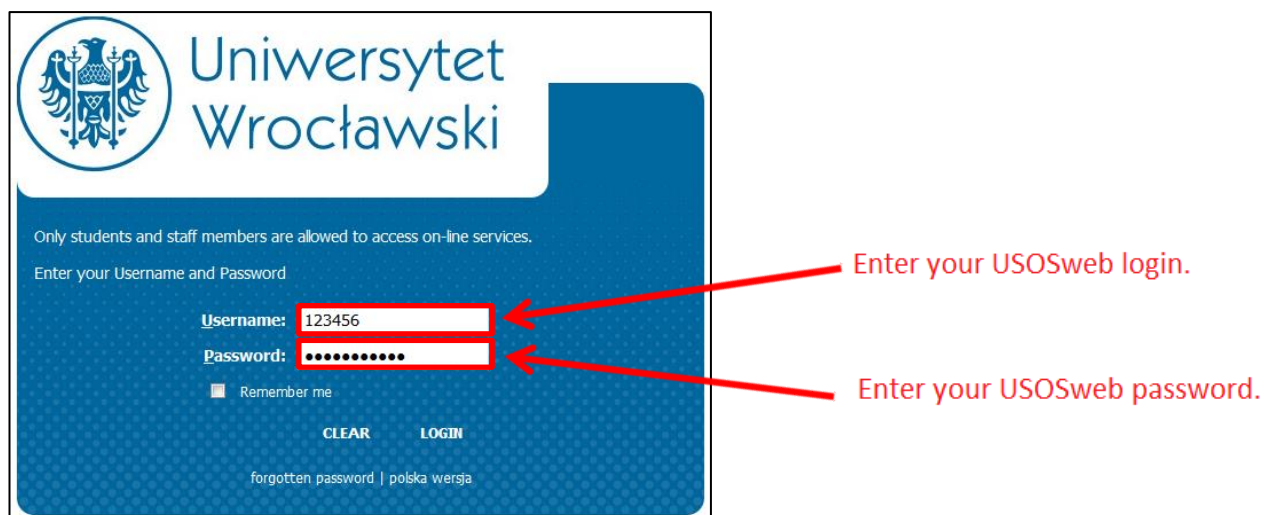 Uniwersytet
Wrocławski
Only students and staff members are allowed to access on-line services.
Enter your Username and Password
Username: 123456
Enter your USOSweb login.
Password: •••••••••••
Enter your USOSweb password.
Remember me
CLEAR LOGIN
forgotten password | polska wersja